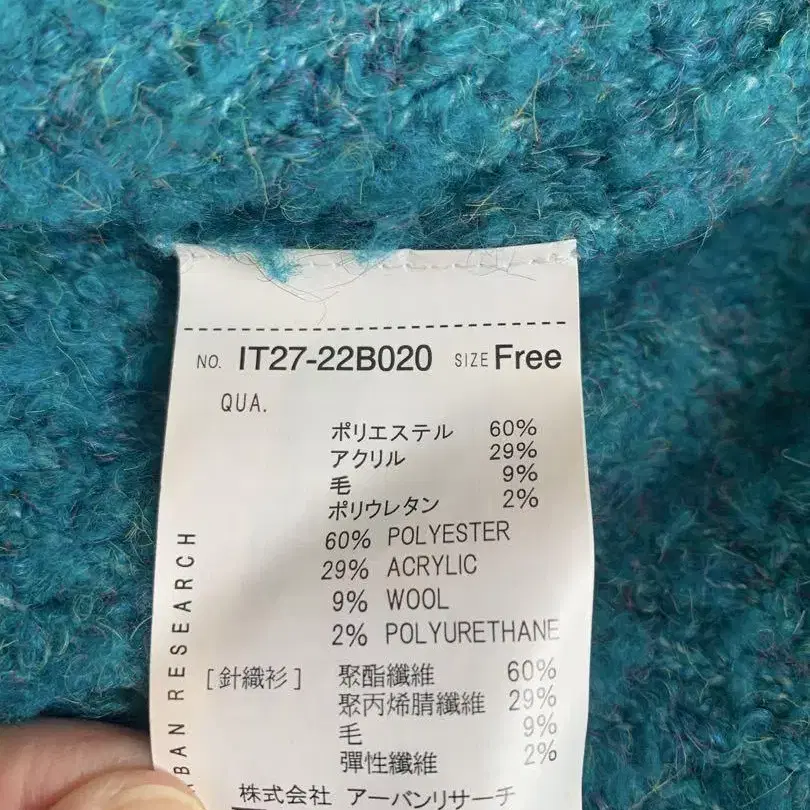 NO. IT27-22B020 SIZE Free
QUA.
ポリエステル 60%
アクリル 29%
毛 9%
ポリウレタン 2%
60% POLYESTER
29% ACRYLIC
9% WOOL
2% POLYURETHANE
[針織衫] 聚酯纖維 60%
聚丙烯腈纖維 29%
毛 9%
彈性纖維 2%
株式会社 アーバンリサーチ
RESEARCH